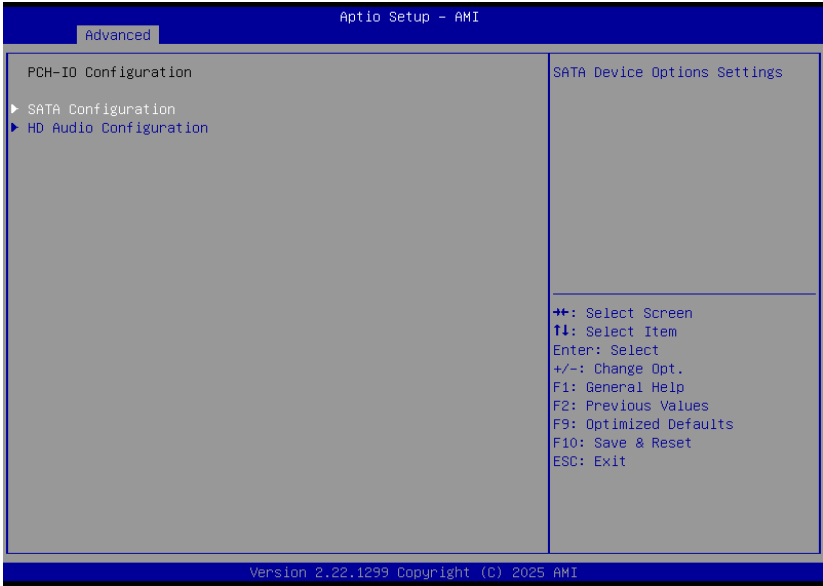 Aptio Setup – AMI
Advanced
PCH-IO Configuration
SATA Configuration
HD Audio Configuration
SATA Device Options Settings
→←: Select Screen
↑↓: Select Item
Enter: Select
+/-: Change Opt.
F1: General Help
F2: Previous Values
F9: Optimized Defaults
F10: Save & Reset
ESC: Exit
Version 2.22.1299 Copyright (C) 2025 AMI